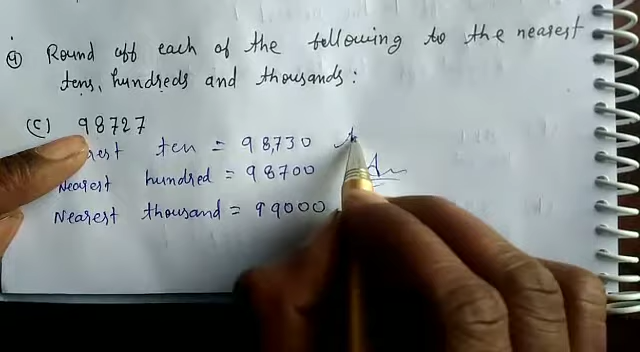 4) Round off each of the following to the nearest
tens, hundreds and thousands :
(c) 98727
ten = 98,730
Nearest hundred = 98700
Nearest thousand = 99000